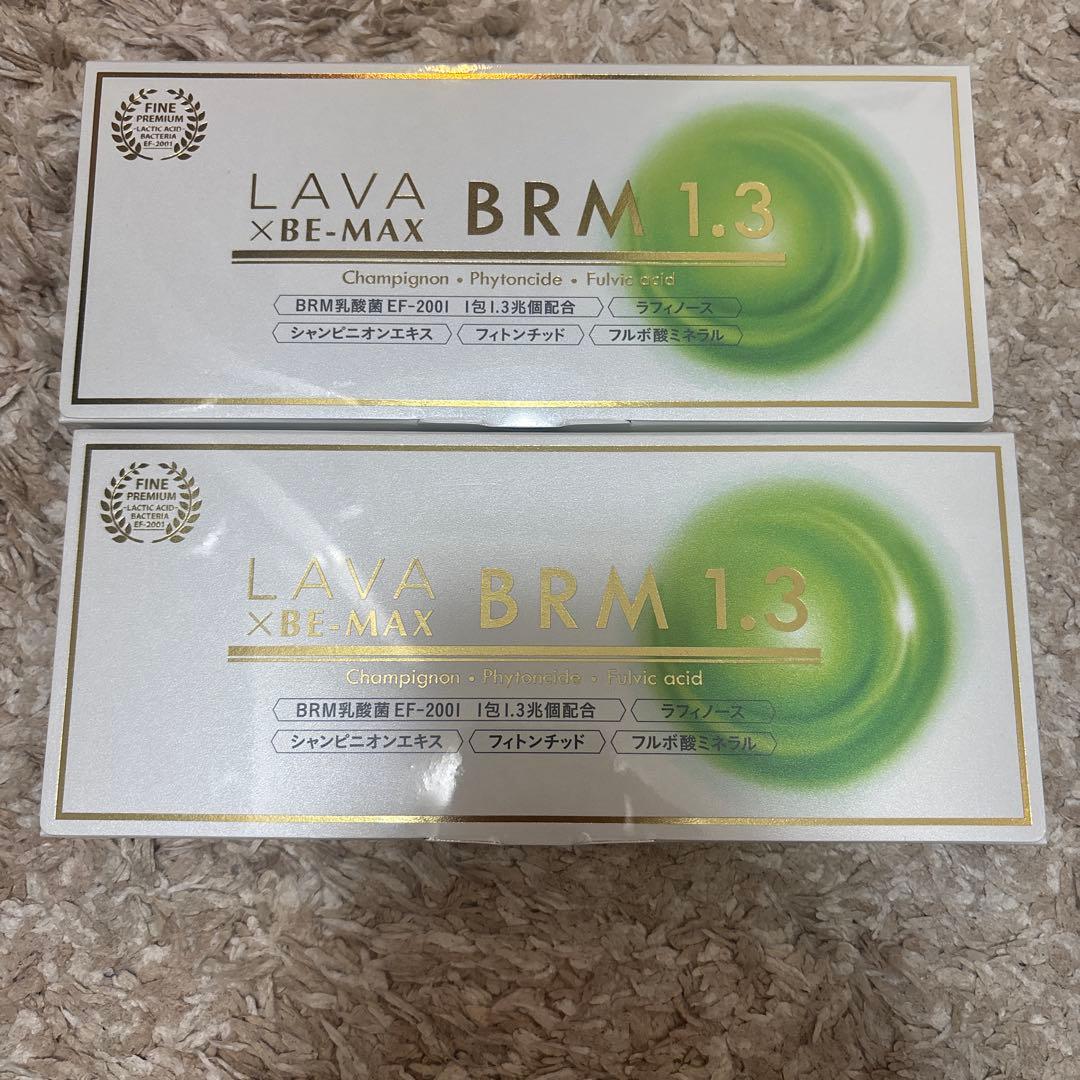 FINE
PREMIUM
-LACTIC ACID-
BACTERIA
EF-2001
LAVA
×BE-MAX
BRM 1.3
Champignon • Phytoncide • Fulvic acid
BRM乳酸菌EF-2001 1包1.3兆個配合
ラフィノース
シャンピニオンエキス
フィトンチッド
フルボ酸ミネラル
FINE
PREMIUM
-LACTIC ACID-
BACTERIA
EF-2001
LAVA
×BE-MAX
BRM 1.3
Champignon • Phytoncide • Fulvic acid
BRM乳酸菌EF-2001 1包1.3兆個配合
ラフィノース
シャンピニオンエキス
フィトンチッド
フルボ酸ミネラル